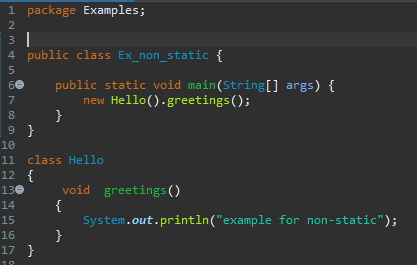 1 package Examples;
2
3
4 public class Ex_non_static {
5
6 public static void main(String[] args) {
7 new Hello().greetings();
8 }
9 }
10
11 class Hello
12 {
13 void  greetings()
14 {
15 System.out.println("example for non-static");
16 }
17 }
18